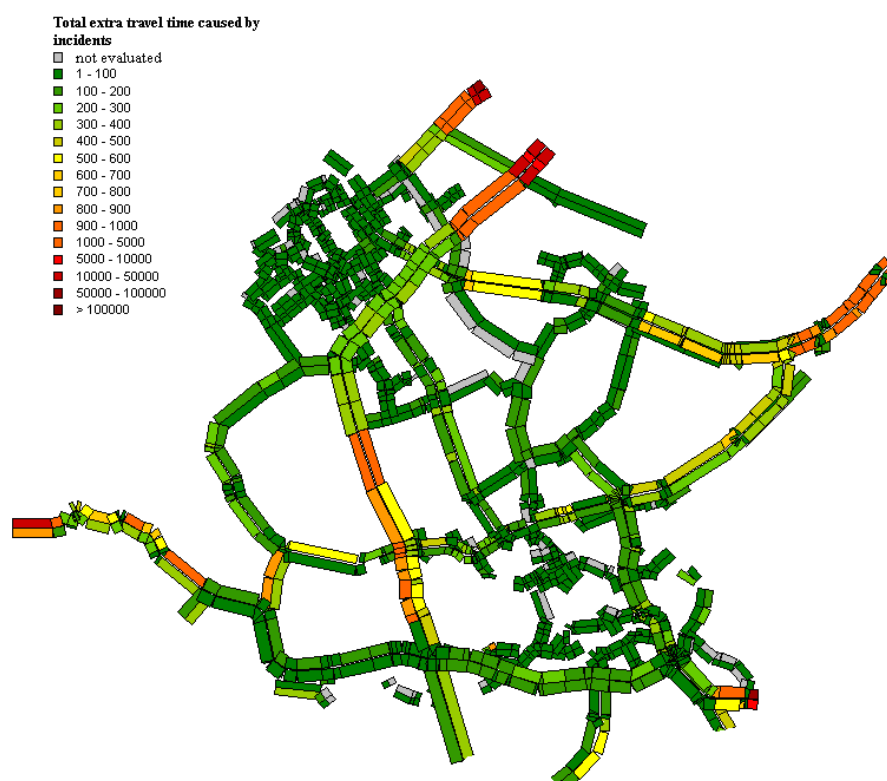 Total extra travel time caused by
incidents
not evaluated
1 - 100
100 - 200
200 - 300
300 - 400
400 - 500
500 - 600
600 - 700
700 - 800
800 - 900
900 - 1000
1000 - 5000
5000 - 10000
10000 - 50000
50000 - 100000
> 100000